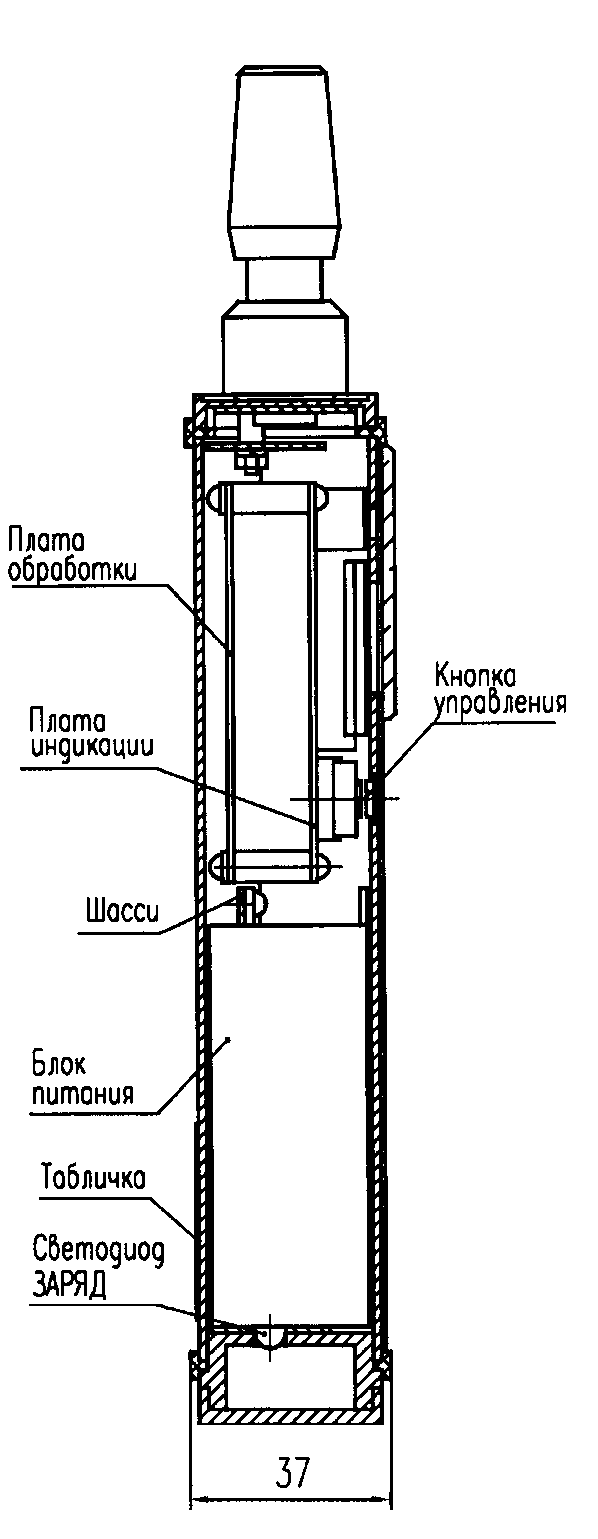 Плата
обработки
Кнопка
управления
Плата
индикации
Шасси
Блок
питания
Табличка
Светодиод
ЗАРЯД
37